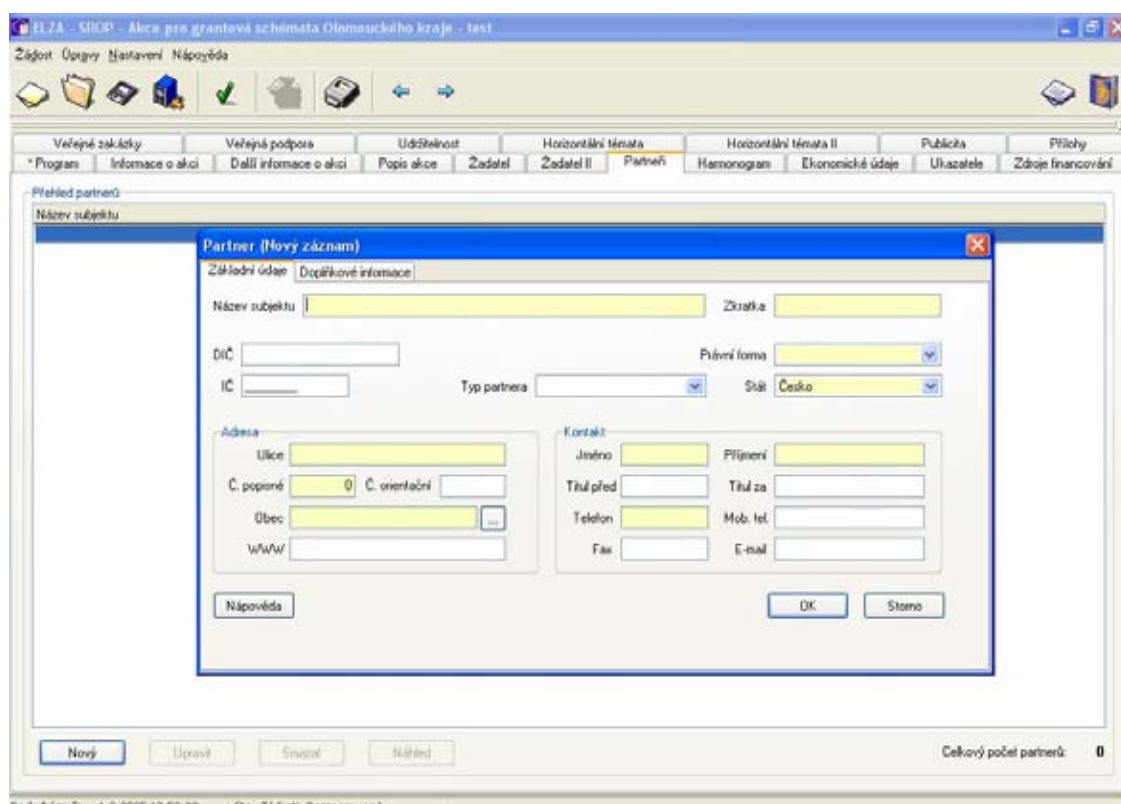 ELZA - SROP - Akce pro grantová schémata Olomouckého kraje - test
Žádost Úpravy Nastavení Nápověda
Veřejné zakázky Veřejná podpora Udržitelnost Horizontální témata Horizontální témata II Publicita Přílohy
* Program Informace o akci Další informace o akci Popis akce Žadatel Žadatel II Partneři Harmonogram Ekonomické údaje Ukazatele Zdroje financování
Přehled partnerů
Název subjektu
Partner (Nový záznam)
Základní údaje Doplňkové informace
Název subjektu Zkratka
DIČ Právní forma
IČ Typ partnera Stát Česko
Adresa Kontakt
Ulice Jméno Příjmení
Č. popisné 0 Č. orientační Titul před Titul za
Obec ... Telefon Mob. tel.
WWW Fax E-mail
Nápověda OK Storno
Nový Upravit Smazat Náhled Celkový počet partnerů: 0